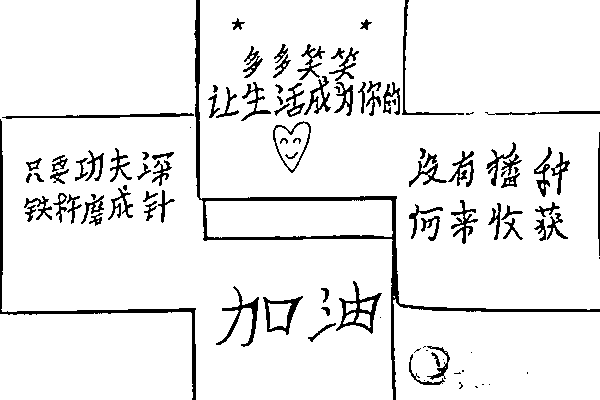 多多笑笑
让生活成为你的
只要功夫深
铁杵磨成针
没有播种
何来收获
加油